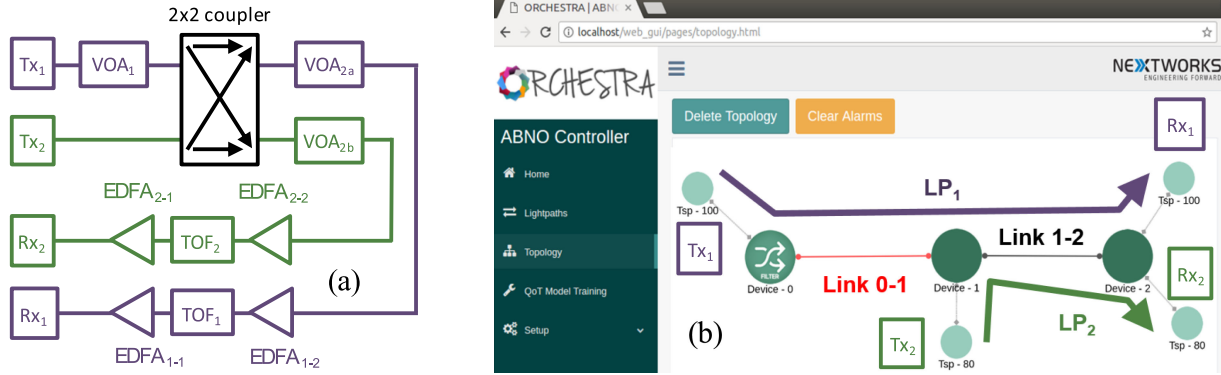 2x2 coupler
Tx1 VOA1 VOA2a
Tx2 VOA2b
EDFA2-1 EDFA2-2
Rx2 TOF2
(a)
Rx1 TOF1
EDFA1-1 EDFA1-2
ORCHESTRA | ABN
localhost/web_gui/pages/topology.html
ORCHESTRA
NEXTWORKS
ENGINEERING FORWARD
Delete Topology Clear Alarms
ABNO Controller
Home
Lightpaths
Topology
QoT Model Training
Setup
Rx1
LP1
Tsp - 100 Tsp - 100
Tx1
Link 1-2
FILTER
Rx2
Device - 0 Link 0-1 Device - 1 Device - 2
(b)
LP2
Tx2
Tsp - 80 Tsp - 80